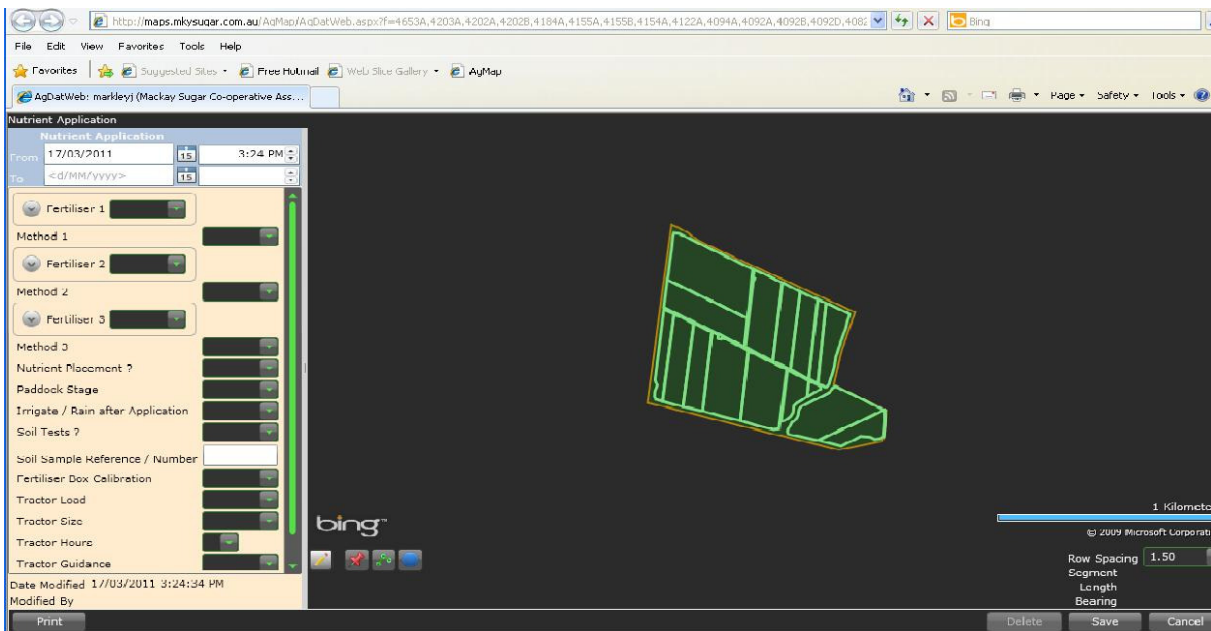 http://maps.mkysugar.com.au/AgMap/AgDatWeb.aspx?f=4653A,4203A,4202A,4202B,4184A,4155A,4155B,4154A,4122A,4094A,4092A,4092B,4092D,408
Bing
File Edit View Favorites Tools Help
Favorites Suggested Sites Free Hotmail Web Slice Gallery AgMap
AgDatWeb: markleyj (Mackay Sugar Co-operative Ass... Page Safety Tools
Nutrient Application
Nutrient Application
From 17/03/2011 15 3:24 PM
To <d/MM/yyyy> 15
Fertiliser 1
Method 1
Fertiliser 2
Method 2
Fertiliser 3
Method 3
Nutrient Placement ?
Paddock Stage
Irrigate / Rain after Application
Soil Tests ?
Soil Sample Reference / Number
Fertiliser Box Calibration
Tractor Load
Tractor Size
Tractor Hours
Tractor Guidance
Date Modified 17/03/2011 3:24:34 PM
Modified By
Print
bing™
1 Kilomete
© 2009 Microsoft Corporati
Row Spacing 1.50
Segment
Length
Bearing
Delete Save Cancel